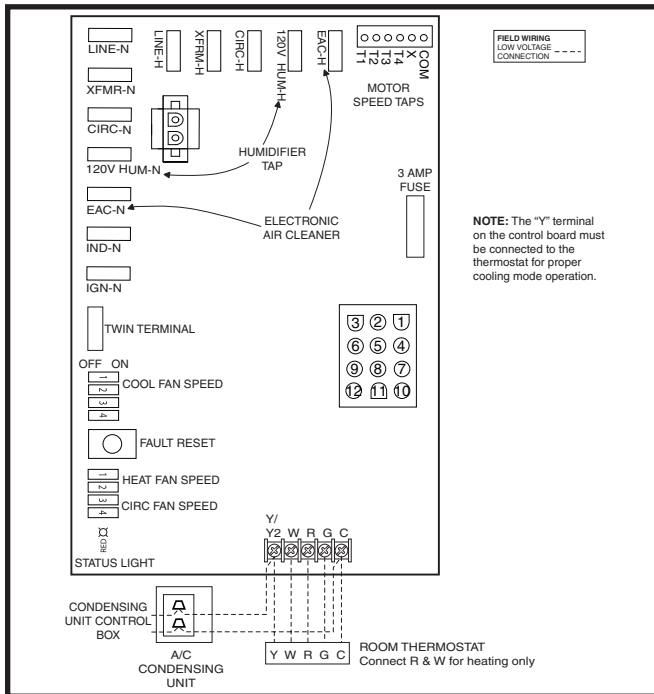 LINE-N
XFMR-N
CIRC-N
120V HUM-N
EAC-N
IND-N
IGN-N
LINE-H
XFRM-H
CIRC-H
120V HUM-H
EAC-H
T1 T2 T3 T4 X COM
MOTOR
SPEED TAPS
FIELD WIRING
LOW VOLTAGE
CONNECTION
HUMIDIFIER
TAP
3 AMP
FUSE
ELECTRONIC
AIR CLEANER
NOTE: The “Y” terminal
on the control board must
be connected to the
thermostat for proper
cooling mode operation.
TWIN TERMINAL
3 2 1
6 5 4
9 8 7
12 11 10
OFF ON
1
2
3
4
COOL FAN SPEED
FAULT RESET
1
2
3
4
HEAT FAN SPEED
CIRC FAN SPEED
RED
STATUS LIGHT
Y/
Y2 W R G C
CONDENSING
UNIT CONTROL
BOX
A/C
CONDENSING
UNIT
Y W R G C
ROOM THERMOSTAT
Connect R & W for heating only